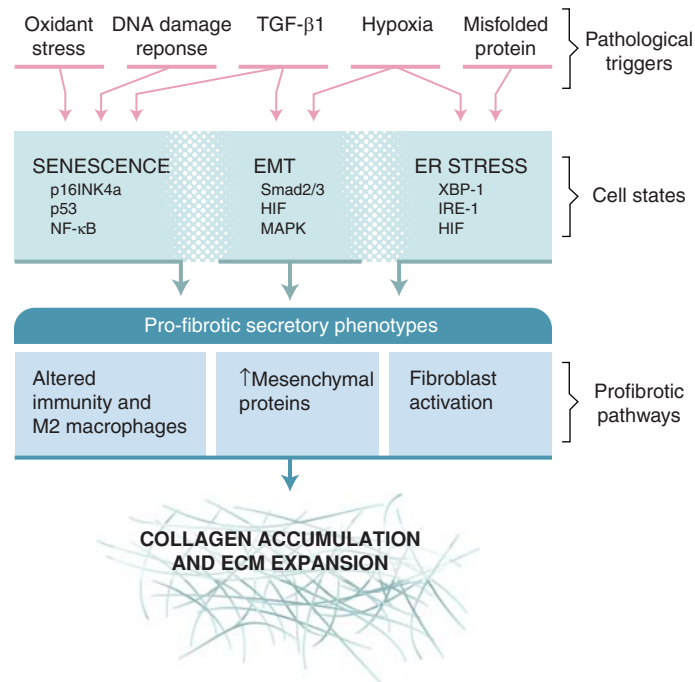 Oxidant
stress
DNA damage
reponse
TGF-β1
Hypoxia
Misfolded
protein
Pathological
triggers
SENESCENCE
p16INK4a
p53
NF-κB
EMT
Smad2/3
HIF
MAPK
ER STRESS
XBP-1
IRE-1
HIF
Cell states
Pro-fibrotic secretory phenotypes
Altered
immunity and
M2 macrophages
↑Mesenchymal
proteins
Fibroblast
activation
Profibrotic
pathways
COLLAGEN ACCUMULATION
AND ECM EXPANSION